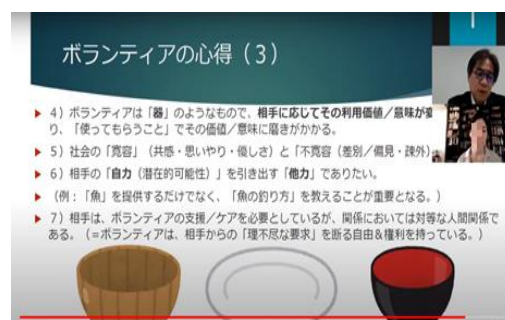 ボランティアの心得（3）
▶ 4）ボランティアは「器」のようなもので、相手に応じてその利用価値／意味が変
り、「使ってもらうこと」でその価値／意味に磨きがかかる。
▶ 5）社会の「寛容」（共感・思いやり・優しさ）と「不寛容（差別／偏見・疎外）
▶ 6）相手の「自力（潜在的可能性）」を引き出す「他力」でありたい。
▶ （例：「魚」を提供するだけでなく、「魚の釣り方」を教えることが重要となる。）
▶ 7）相手は、ボランティアの支援／ケアを必要としているが、関係においては対等な人間関係で
ある。（＝ボランティアは、相手からの「理不尽な要求」を断る自由＆権利を持っている。）